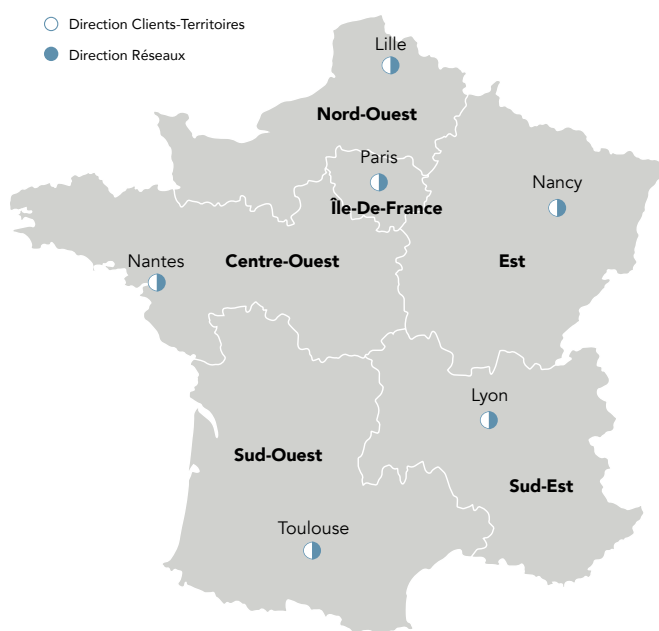 Direction Clients-Territoires
Direction Réseaux
Lille
Nord-Ouest
Paris
Île-De-France
Nancy
Nantes
Centre-Ouest
Est
Lyon
Sud-Ouest
Sud-Est
Toulouse